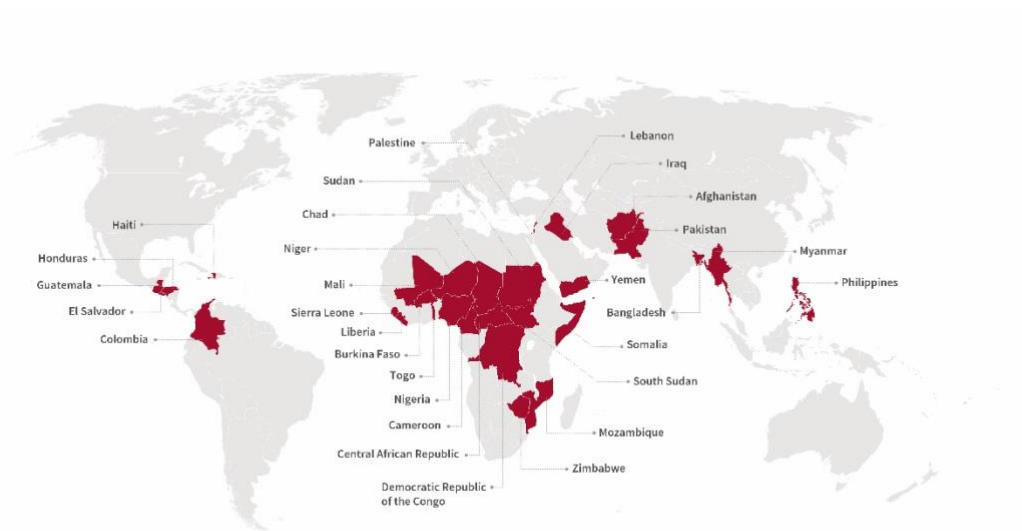 Palestine
Lebanon
Iraq
Sudan
Afghanistan
Chad
Haiti
Pakistan
Niger
Myanmar
Honduras
Guatemala
Mali
Yemen
Philippines
El Salvador
Sierra Leone
Bangladesh
Liberia
Colombia
Somalia
Burkina Faso
Togo
South Sudan
Nigeria
Cameroon
Mozambique
Central African Republic
Zimbabwe
Democratic Republic
of the Congo